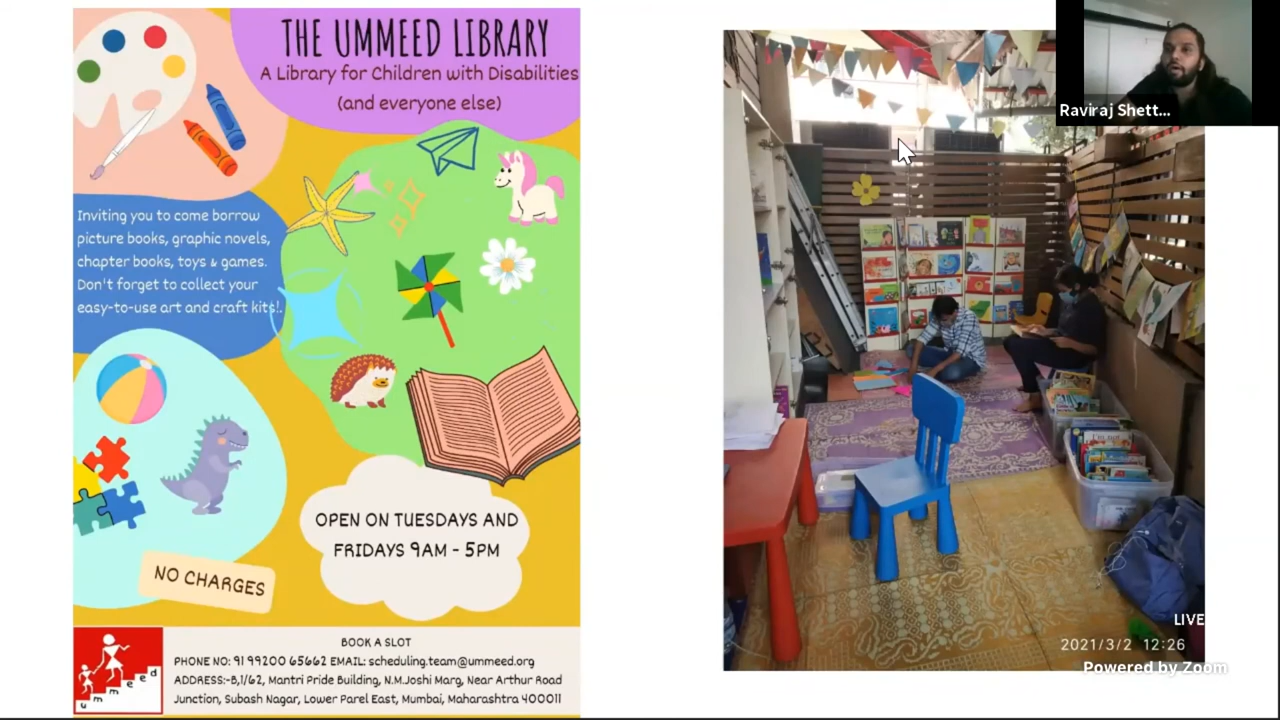 THE UMMEED LIBRARY
A Library for Children with Disabilities
(and everyone else)
Inviting you to come borrow
picture books, graphic novels,
chapter books, toys & games.
Don't forget to collect your
easy-to-use art and craft kits!.
OPEN ON TUESDAYS AND
FRIDAYS 9AM - 5PM
NO CHARGES
ummeed
BOOK A SLOT
PHONE NO: 91 99200 65662 EMAIL: scheduling.team@ummeed.org
ADDRESS:-B,1/62, Mantri Pride Building, N.M.Joshi Marg, Near Arthur Road
Junction, Subash Nagar, Lower Parel East, Mumbai, Maharashtra 400011
Raviraj Shett...
LIVE
2021/3/2 12:26
Powered by Zoom